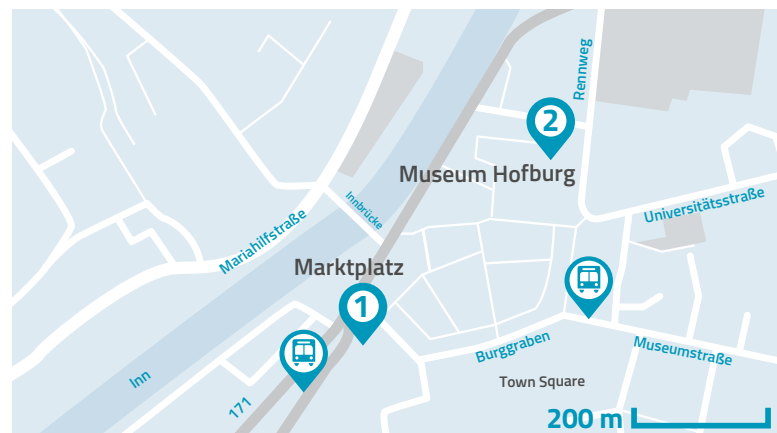 Rennweg
2
Museum Hofburg
Innbrücke
Universitätsstraße
Mariahilfstraße
Marktplatz
1
Burggraben
Museumstraße
Inn
Town Square
171
200 m